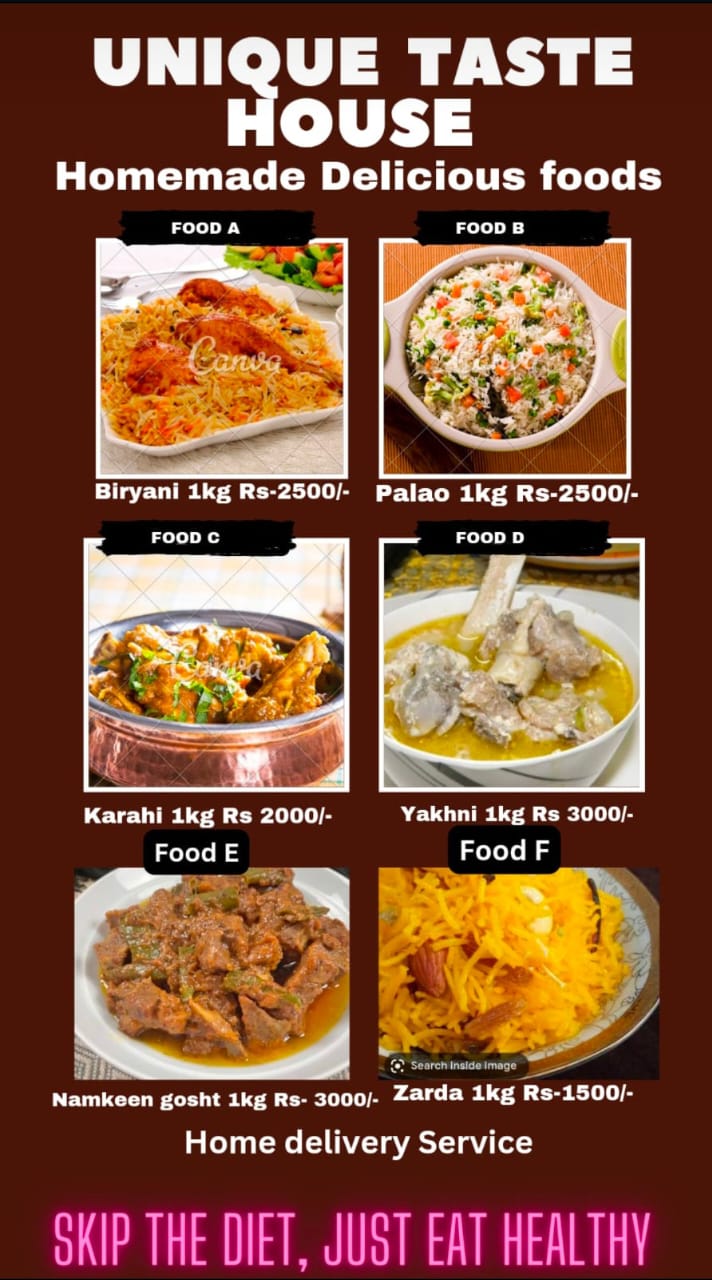 UNIQUE TASTE
HOUSE
Homemade Delicious foods
FOOD A
FOOD B
Canva
Canva
Biryani 1kg Rs-2500/-
Palao 1kg Rs-2500/-
FOOD C
FOOD D
Canva
Karahi 1kg Rs 2000/-
Yakhni 1kg Rs 3000/-
Food E
Food F
Search Inside Image
Namkeen gosht 1kg Rs- 3000/-
Zarda 1kg Rs-1500/-
Home delivery Service
SKIP THE DIET, JUST EAT HEALTHY